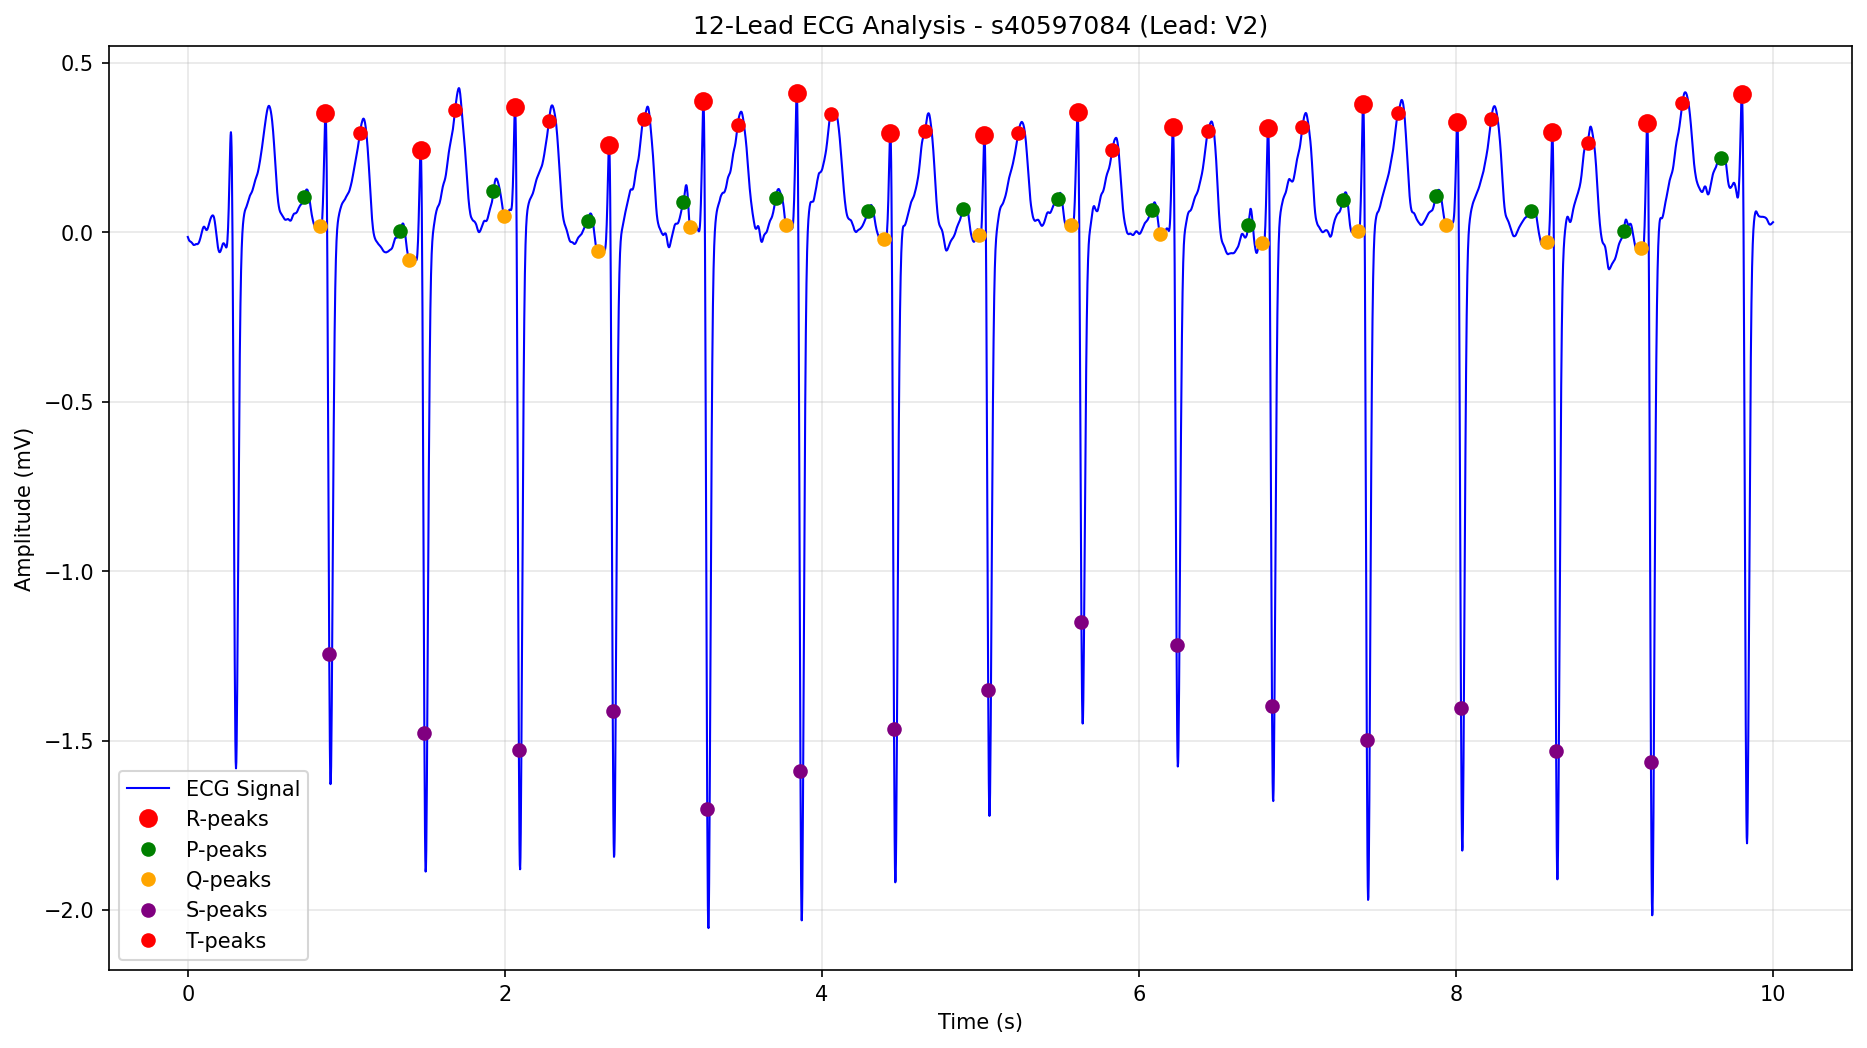 12-Lead ECG Analysis - s40597084 (Lead: V2)
0.5
0.0
−0.5
−1.0
−1.5
−2.0
Amplitude (mV)
ECG Signal
R-peaks
P-peaks
Q-peaks
S-peaks
T-peaks
0
2
4
6
8
10
Time (s)